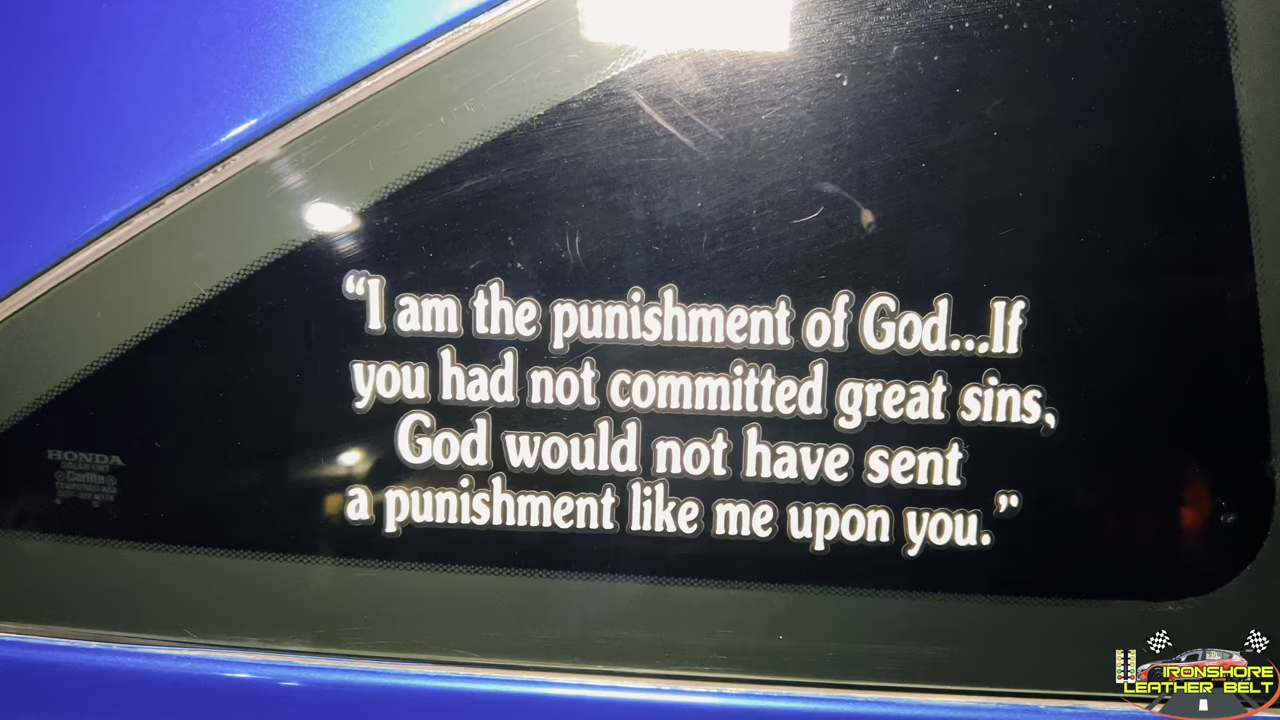 “I am the punishment of God...If
you had not committed great sins,
God would not have sent
a punishment like me upon you.”
HONDA
Carlite
IRONSHORE
LEATHER BELT